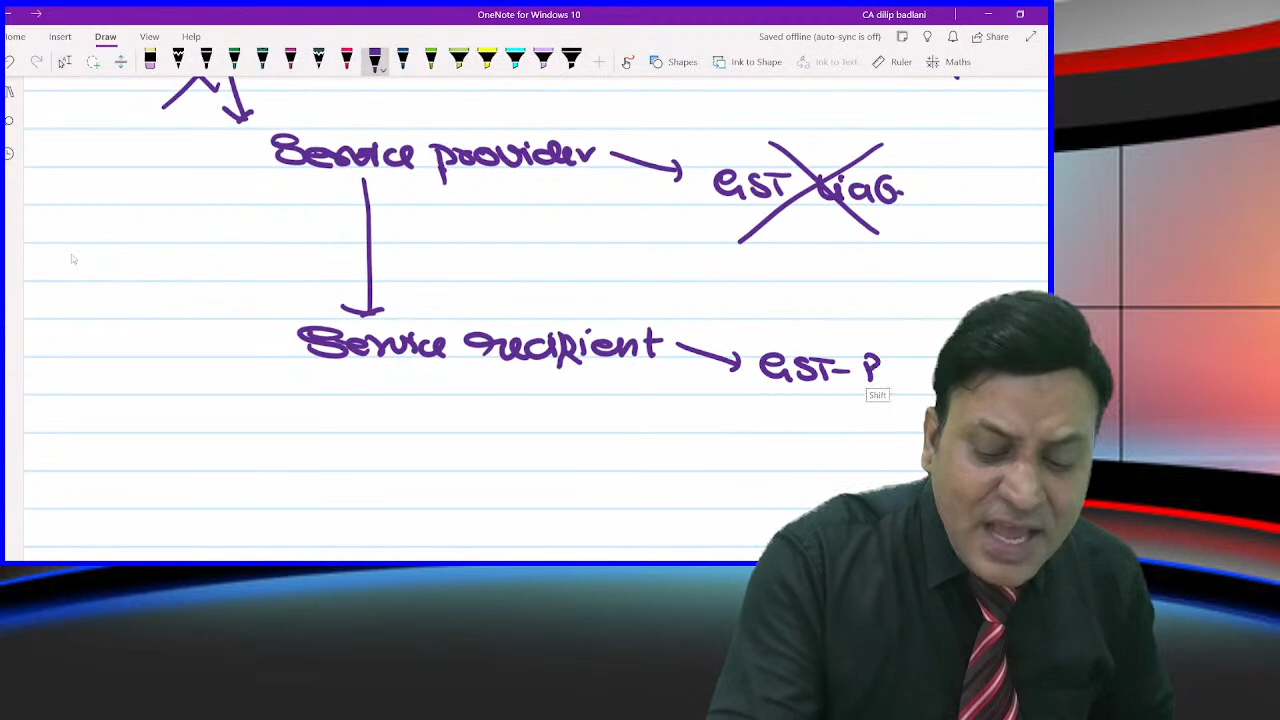 OneNote for Windows 10
CA dilip badlani
ome Insert Draw View Help
Saved offline (auto-sync is off)
Share
Shapes
Ink to Shape
Ink to Text
Ruler
Maths
Service provider
GST
Service recipient
GST- P
Shift